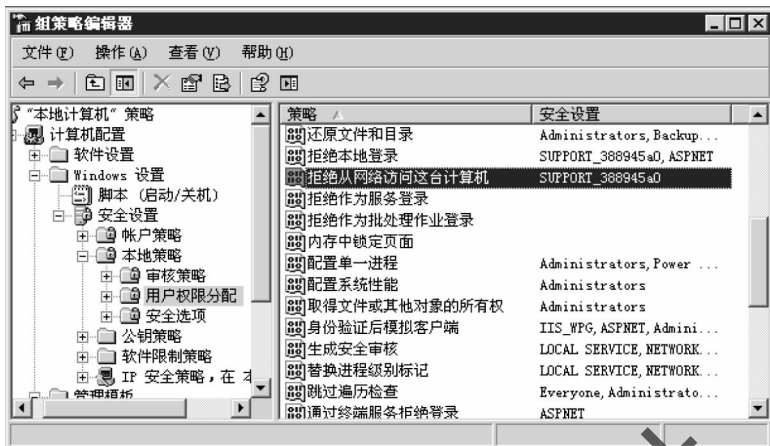 组策略编辑器
文件(F) 操作(A) 查看(V) 帮助(H)
“本地计算机” 策略
计算机配置
软件设置
Windows 设置
脚本 (启动/关机)
安全设置
帐户策略
本地策略
审核策略
用户权限分配
安全选项
公钥策略
软件限制策略
IP 安全策略，在 本
管理模板
策略 安全设置
还原文件和目录 Administrators,Backup...
拒绝本地登录 SUPPORT_388945a0,ASPNET
拒绝从网络访问这台计算机 SUPPORT_388945a0
拒绝作为服务登录
拒绝作为批处理作业登录
内存中锁定页面
配置单一进程 Administrators,Power ...
配置系统性能 Administrators
取得文件或其他对象的所有权 Administrators
身份验证后模拟客户端 IIS_WPG,ASPNET,Admini...
生成安全审核 LOCAL SERVICE,NETWORK...
替换进程级别标记 LOCAL SERVICE,NETWORK...
跳过遍历检查 Everyone,Administrato...
通过终端服务拒绝登录 ASPNET